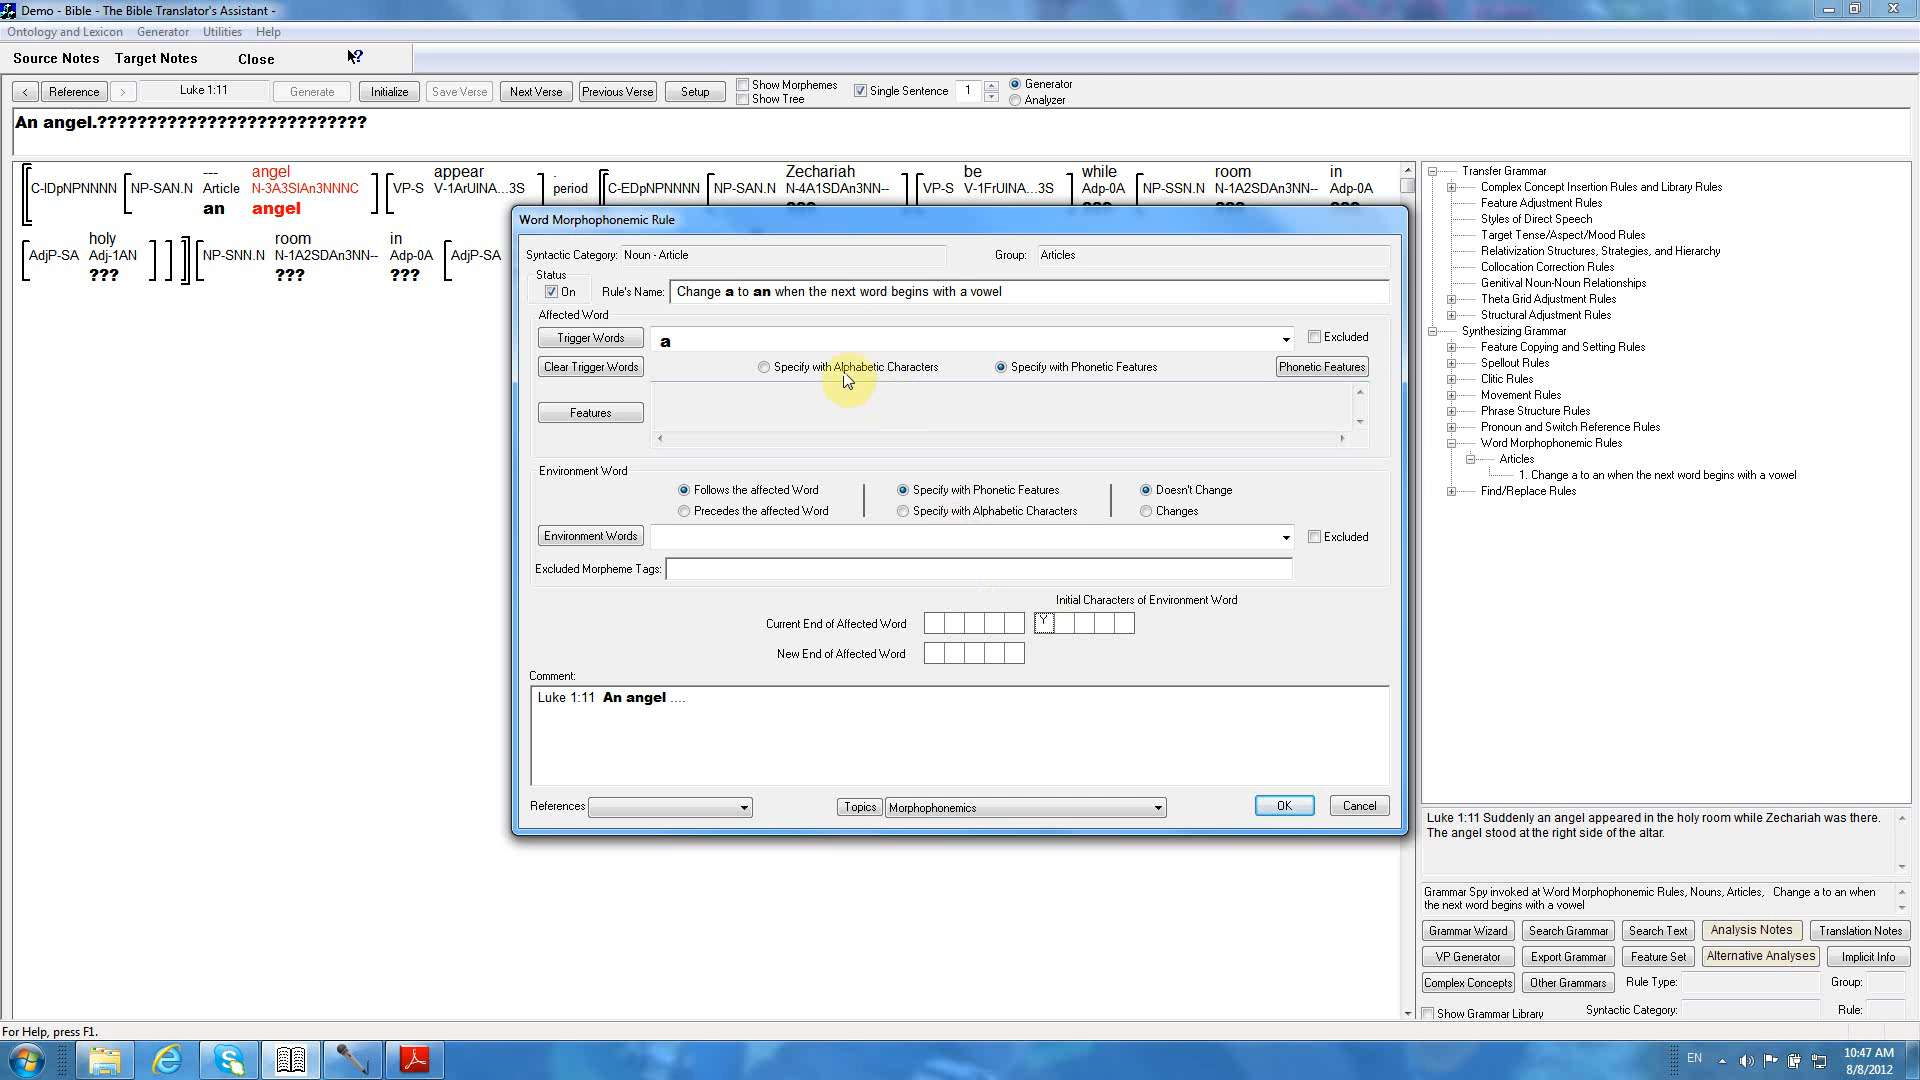 Demo - Bible - The Bible Translator's Assistant -
Ontology and Lexicon Generator Utilities Help
Source Notes Target Notes Close
< Reference > Luke 1:11 Generate Initialize Save Verse Next Verse Previous Verse Setup Show Morphemes Show Tree Single Sentence 1 Generator Analyzer
An angel.???????????????????????????
--- angel appear . Zechariah be while room in
C-IDpNPNNNN NP-SAN.N Article N-3A3SIAn3NNNC VP-S V-1ArUINA...3S period C-EDpNPNNNN NP-SAN.N N-4A1SDAn3NN-- VP-S V-1FrUINA...3S Adp-0A NP-SSN.N N-1A2SDAn3NN-- Adp-0A
an angel
holy room in
AdjP-SA Adj-1AN NP-SNN.N N-1A2SDAn3NN-- Adp-0A AdjP-SA
??? ??? ???
Word Morphophonemic Rule
Syntactic Category: Noun - Article Group: Articles
Status
On Rule's Name: Change a to an when the next word begins with a vowel
Affected Word
Trigger Words a Excluded
Clear Trigger Words Specify with Alphabetic Characters Specify with Phonetic Features Phonetic Features
Features
Environment Word
Follows the affected Word Specify with Phonetic Features Doesn't Change
Precedes the affected Word Specify with Alphabetic Characters Changes
Environment Words Excluded
Excluded Morpheme Tags:
Initial Characters of Environment Word
Current End of Affected Word Y
New End of Affected Word
Comment:
Luke 1:11 An angel ....
References Topics Morphophonemics OK Cancel
Transfer Grammar
Complex Concept Insertion Rules and Library Rules
Feature Adjustment Rules
Styles of Direct Speech
Target Tense/Aspect/Mood Rules
Relativization Structures, Strategies, and Hierarchy
Collocation Correction Rules
Genitival Noun-Noun Relationships
Theta Grid Adjustment Rules
Structural Adjustment Rules
Synthesizing Grammar
Feature Copying and Setting Rules
Spellout Rules
Clitic Rules
Movement Rules
Phrase Structure Rules
Pronoun and Switch Reference Rules
Word Morphophonemic Rules
Articles
1. Change a to an when the next word begins with a vowel
Find/Replace Rules
Luke 1:11 Suddenly an angel appeared in the holy room while Zechariah was there.
The angel stood at the right side of the altar.
Grammar Spy invoked at Word Morphophonemic Rules, Nouns, Articles, Change a to an when
the next word begins with a vowel
Grammar Wizard Search Grammar Search Text Analysis Notes Translation Notes
VP Generator Export Grammar Feature Set Alternative Analyses Implicit Info
Complex Concepts Other Grammars Rule Type: Group:
Show Grammar Library Syntactic Category: Rule:
For Help, press F1.
EN 10:47 AM
8/8/2012